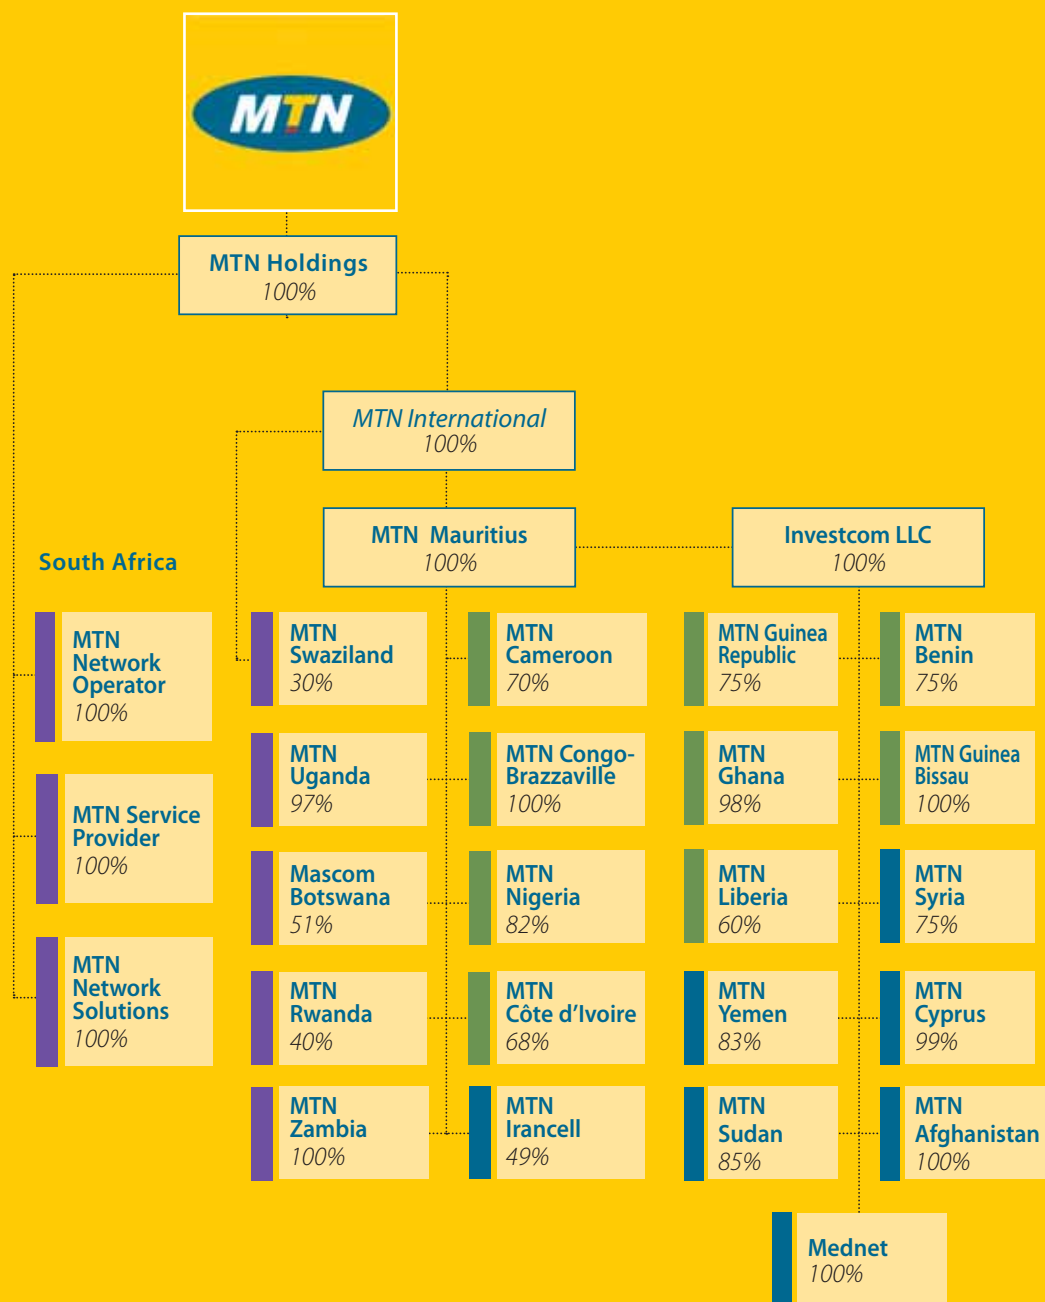 MTN
MTN Holdings
100%
MTN International
100%
MTN Mauritius
100%
Investcom LLC
100%
South Africa
MTN
Network
Operator
100%
MTN Service
Provider
100%
MTN
Network
Solutions
100%
MTN
Swaziland
30%
MTN
Uganda
97%
Mascom
Botswana
51%
MTN
Rwanda
40%
MTN
Zambia
100%
MTN
Cameroon
70%
MTN Congo-
Brazzaville
100%
MTN
Nigeria
82%
MTN
Côte d'Ivoire
68%
MTN
Irancell
49%
MTN Guinea
Republic
75%
MTN
Ghana
98%
MTN
Liberia
60%
MTN
Yemen
83%
MTN
Sudan
85%
MTN
Benin
75%
MTN Guinea
Bissau
100%
MTN
Syria
75%
MTN
Cyprus
99%
MTN
Afghanistan
100%
Mednet
100%